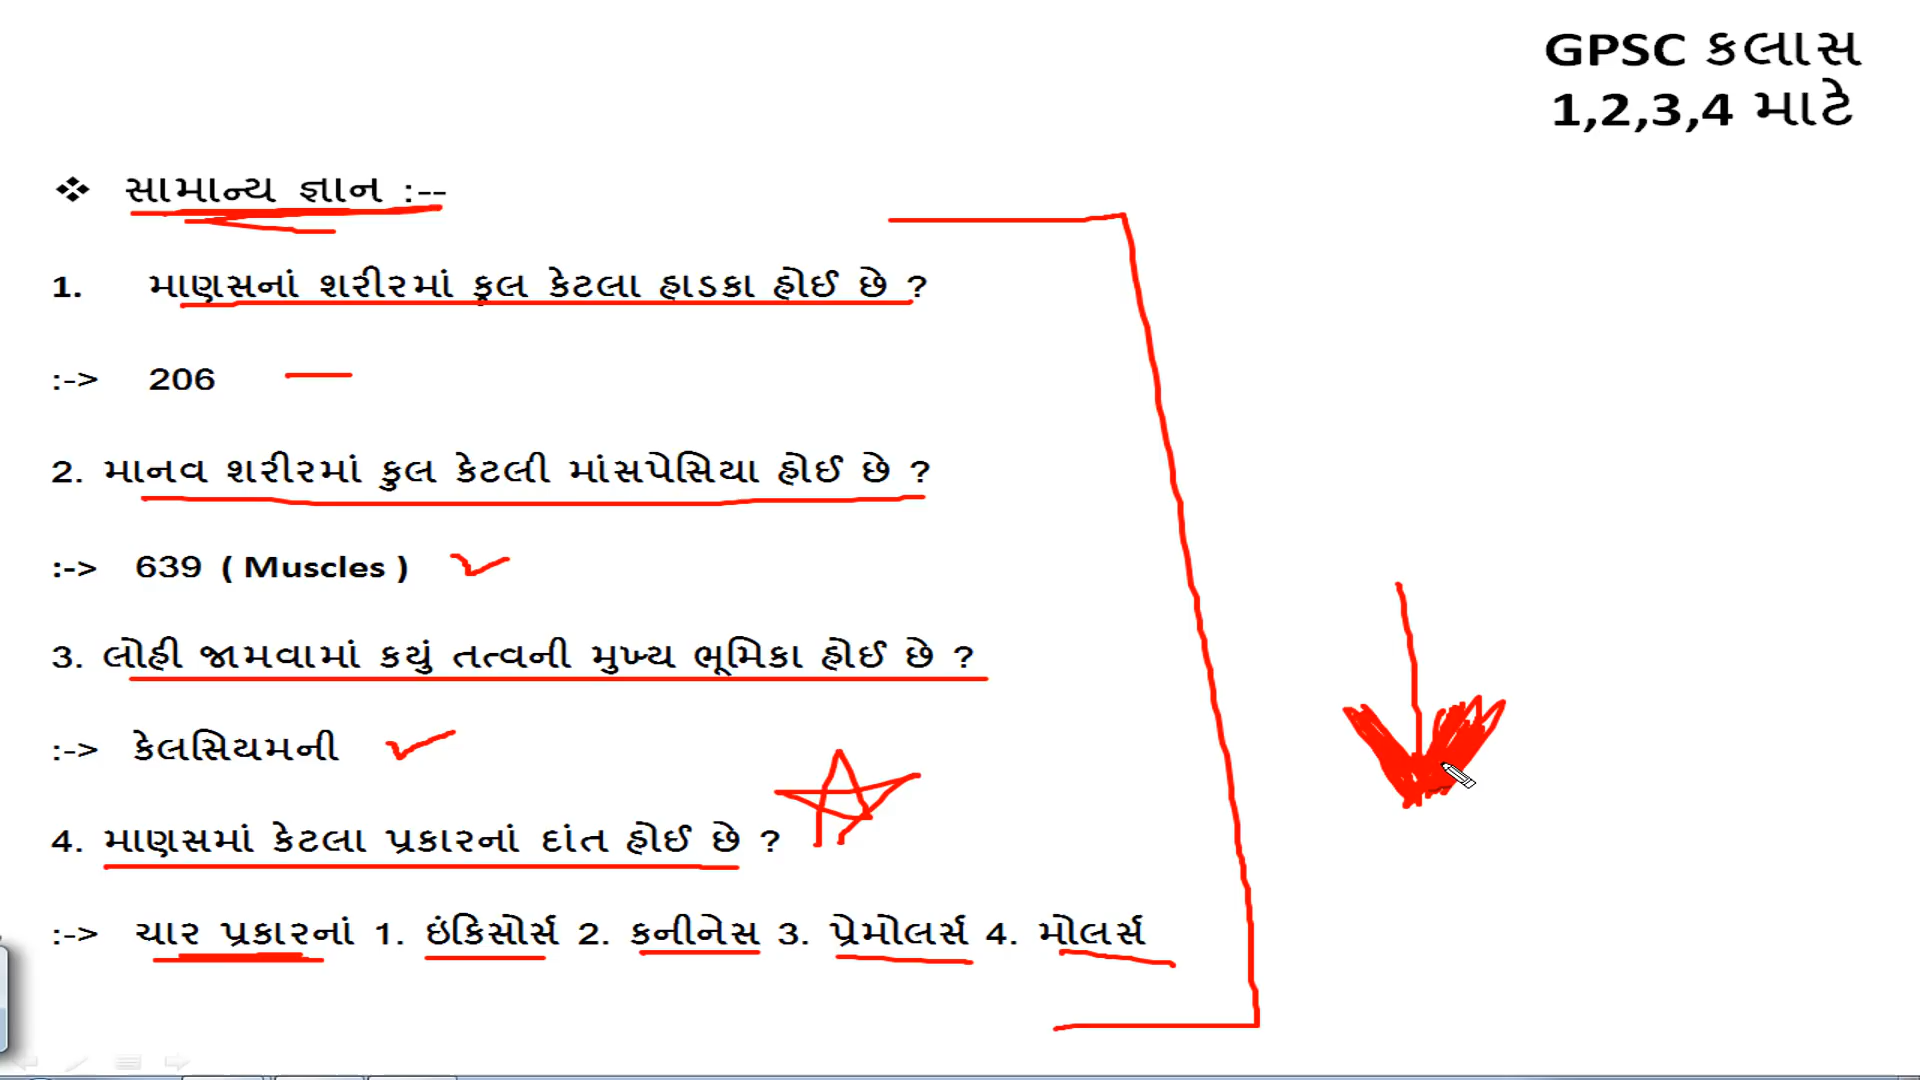 GPSC કલાસ
1,2,3,4 માટે
❖ સામાન્ય જ્ઞાન :--
1. માણસનાં શરીરમાં કુલ કેટલા હાડકા હોઈ છે ?
:-> 206
2. માનવ શરીરમાં કુલ કેટલી માંસપેસિયા હોઈ છે ?
:-> 639 ( Muscles )
3. લોહી જામવામાં કયું તત્વની મુખ્ય ભૂમિકા હોઈ છે ?
:-> કેલસિયમની
4. માણસમાં કેટલા પ્રકારનાં દાંત હોઈ છે ?
:-> ચાર પ્રકારનાં 1. ઇંકિસોર્સ 2. કનીનેસ 3. પ્રેમોલર્સ 4. મોલર્સ